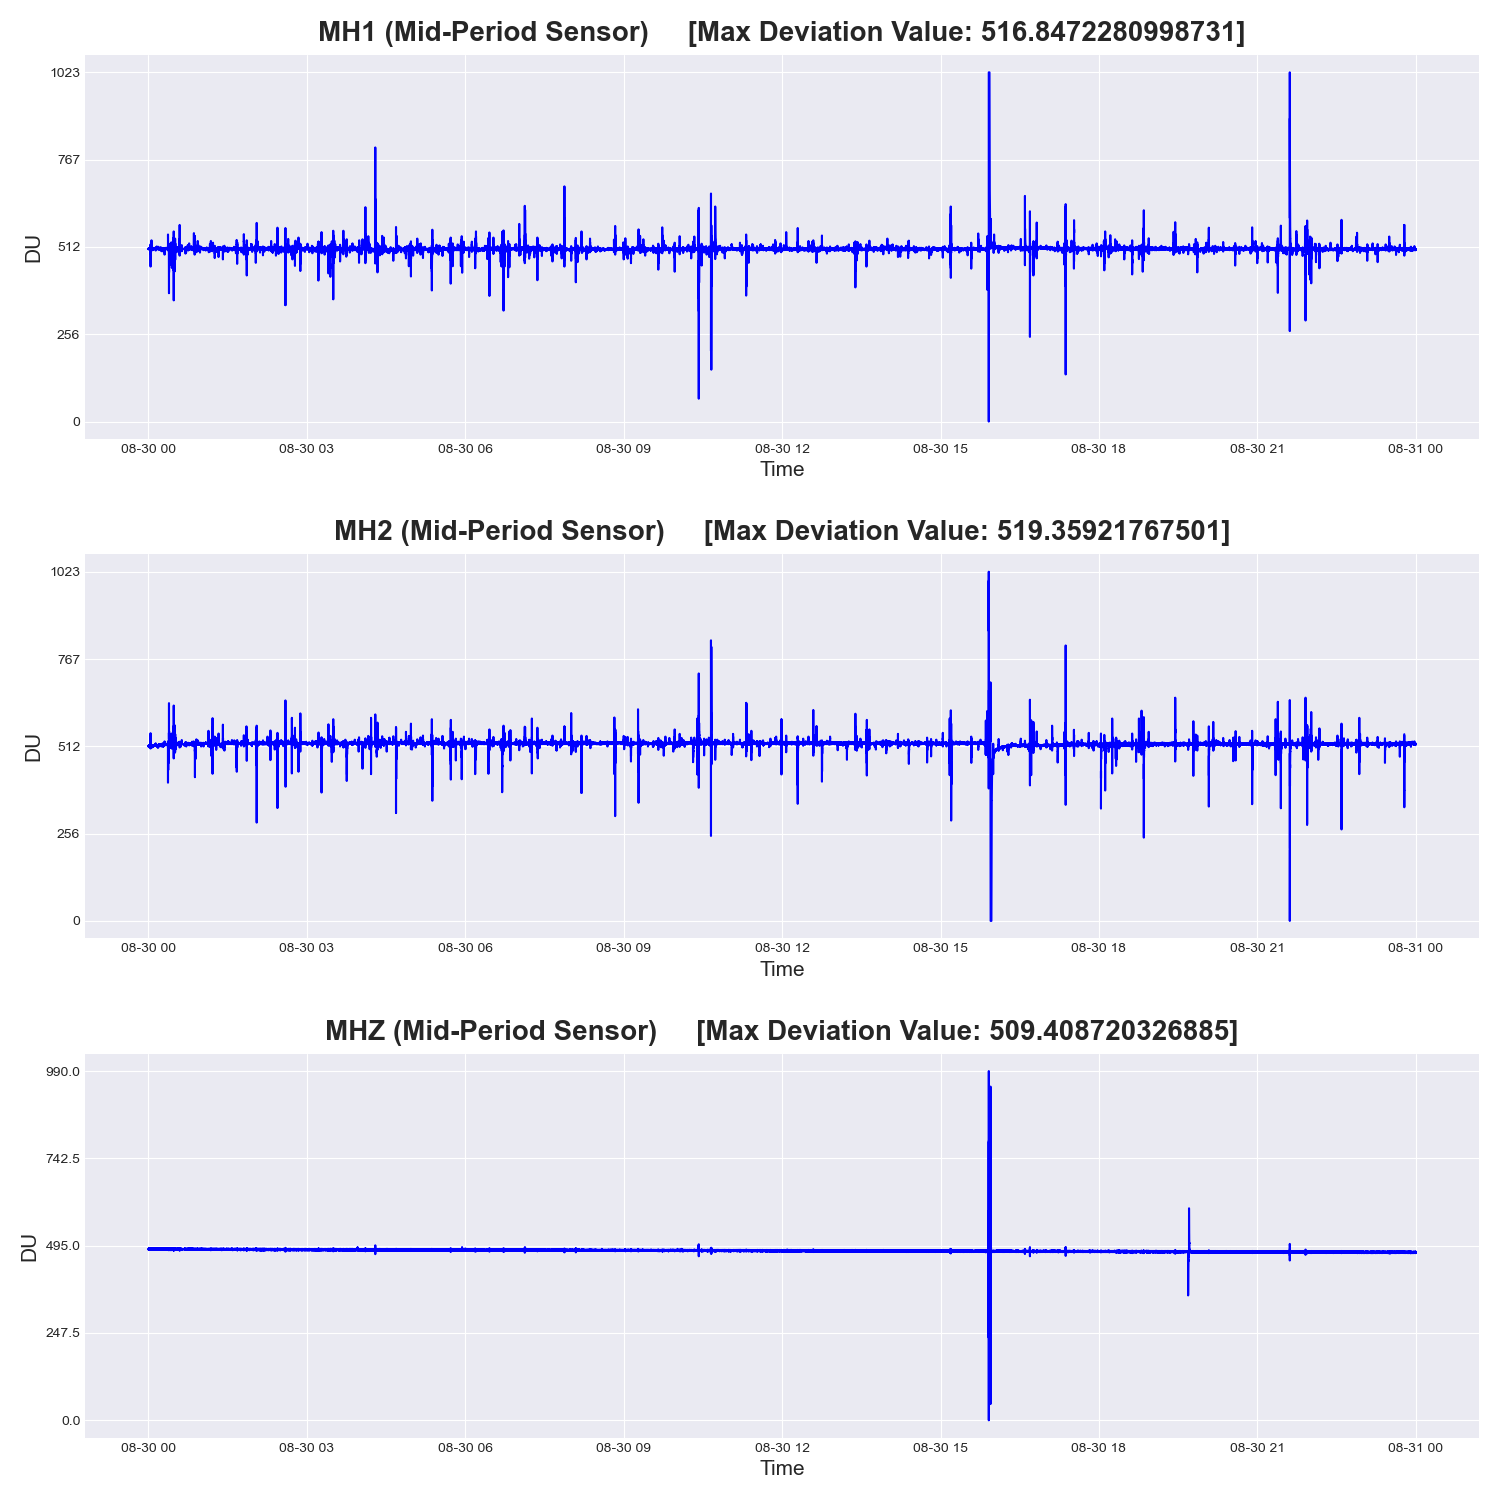 MH1 (Mid-Period Sensor) [Max Deviation Value: 516.8472280998731]
1023
767
512
256
0
DU
08-30 00 08-30 03 08-30 06 08-30 09 08-30 12 08-30 15 08-30 18 08-30 21 08-31 00
Time
MH2 (Mid-Period Sensor) [Max Deviation Value: 519.35921767501]
1023
767
512
256
0
DU
08-30 00 08-30 03 08-30 06 08-30 09 08-30 12 08-30 15 08-30 18 08-30 21 08-31 00
Time
MHZ (Mid-Period Sensor) [Max Deviation Value: 509.408720326885]
990.0
742.5
495.0
247.5
0.0
DU
08-30 00 08-30 03 08-30 06 08-30 09 08-30 12 08-30 15 08-30 18 08-30 21 08-31 00
Time